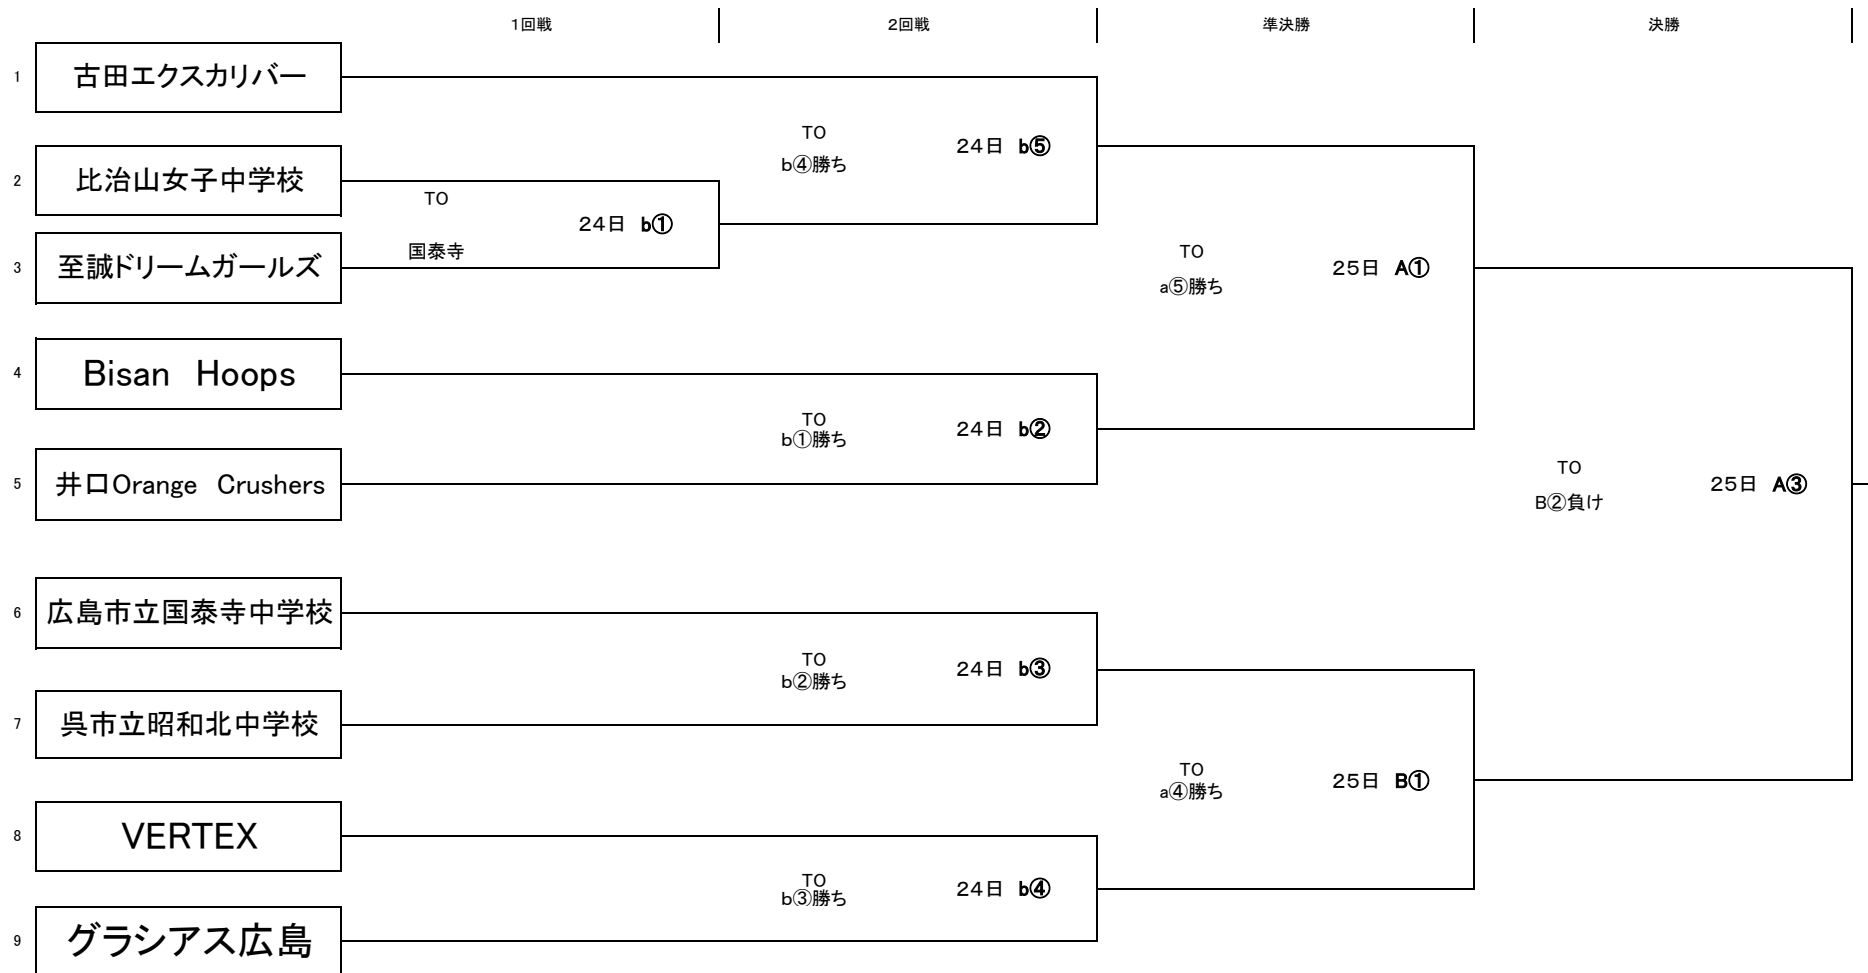 1回戦
2回戦
準決勝
決勝
1
古田エクスカリバー
TO
b④勝ち
24日 b⑤
2
比治山女子中学校
TO
国泰寺
24日 b①
3
至誠ドリームガールズ
TO
a⑤勝ち
25日 A①
4
Bisan Hoops
TO
b①勝ち
24日 b②
5
井口Orange Crushers
TO
B②負け
25日 A③
6
広島市立国泰寺中学校
TO
b②勝ち
24日 b③
7
呉市立昭和北中学校
TO
a④勝ち
25日 B①
8
VERTEX
TO
b③勝ち
24日 b④
9
グラシアス広島